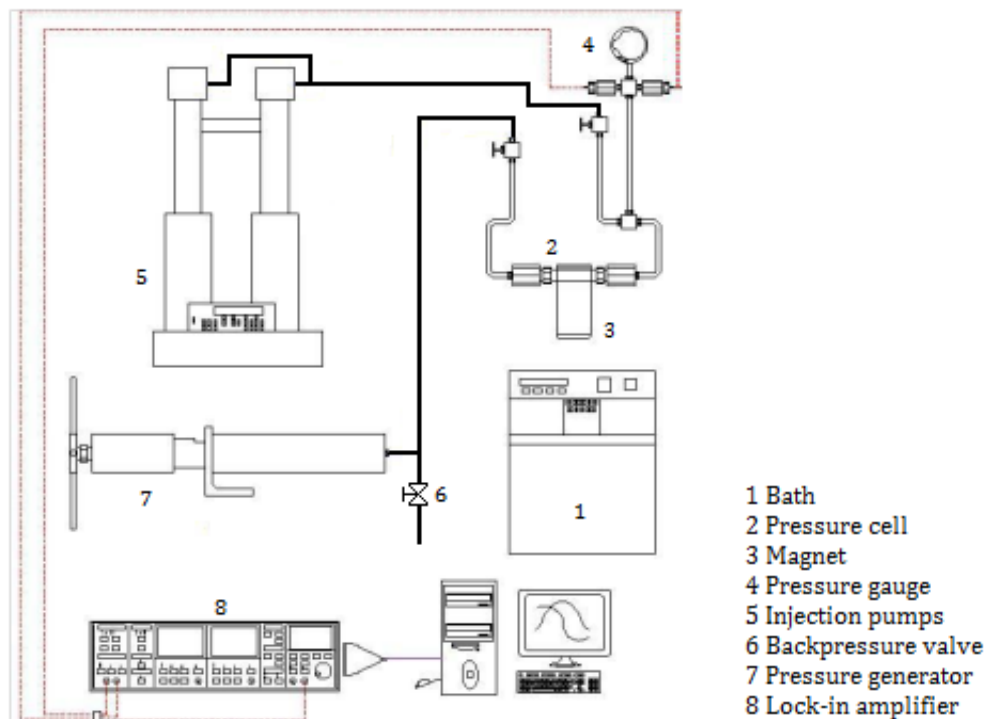 4
5
2
3
7
6
1
8
1 Bath
2 Pressure cell
3 Magnet
4 Pressure gauge
5 Injection pumps
6 Backpressure valve
7 Pressure generator
8 Lock-in amplifier